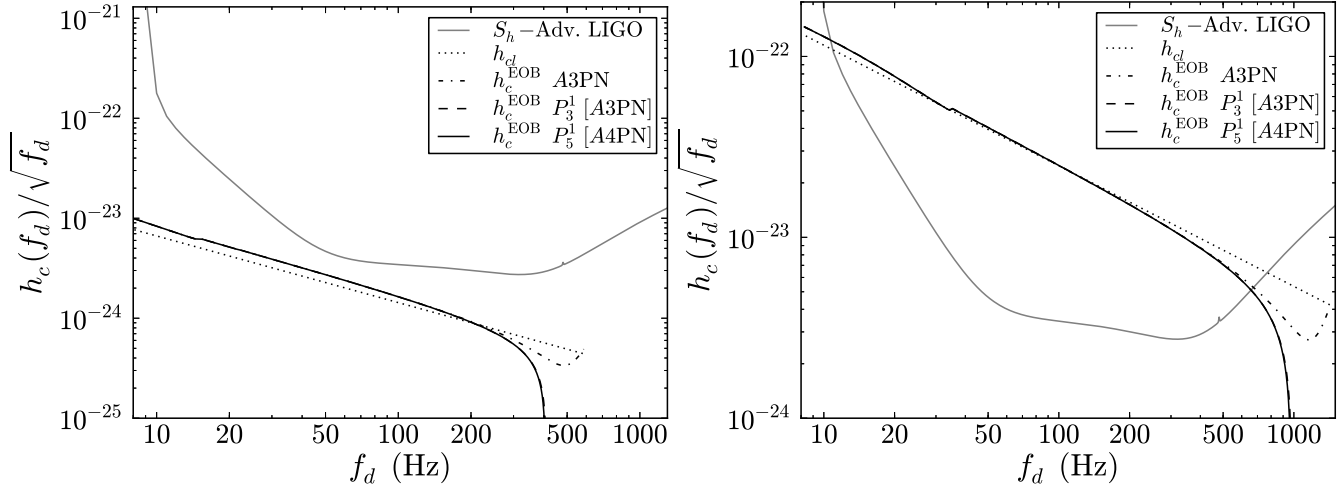 10⁻²¹
10⁻²²
10⁻²³
10⁻²⁴
10⁻²⁵
h_c(f_d)/√f_d
S_h−Adv. LIGO
h_cl
h_c^EOB A3PN
h_c^EOB P_3^1 [A3PN]
h_c^EOB P_5^1 [A4PN]
10 20 50 100 200 500 1000
f_d (Hz)
10⁻²²
10⁻²³
10⁻²⁴
h_c(f_d)/√f_d
S_h−Adv. LIGO
h_cl
h_c^EOB A3PN
h_c^EOB P_3^1 [A3PN]
h_c^EOB P_5^1 [A4PN]
10 20 50 100 200 500 1000
f_d (Hz)